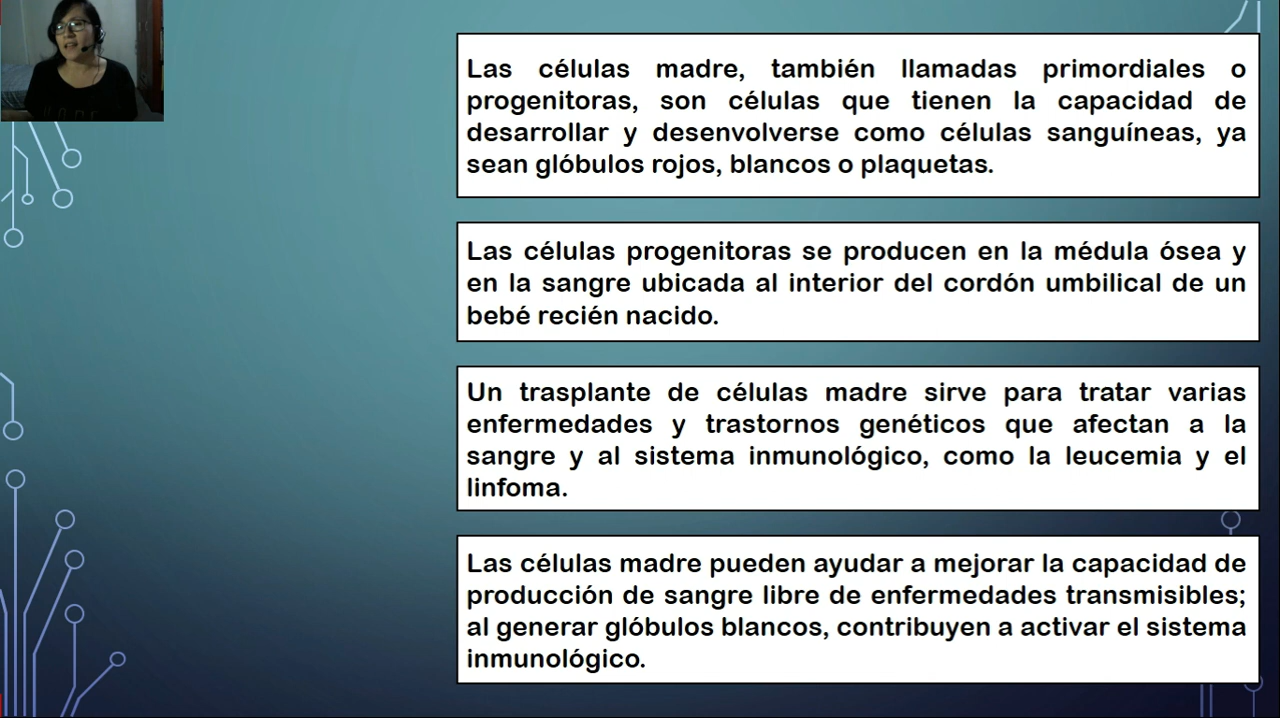 Las células madre, también llamadas primordiales o
progenitoras, son células que tienen la capacidad de
desarrollar y desenvolverse como células sanguíneas, ya
sean glóbulos rojos, blancos o plaquetas.
Las células progenitoras se producen en la médula ósea y
en la sangre ubicada al interior del cordón umbilical de un
bebé recién nacido.
Un trasplante de células madre sirve para tratar varias
enfermedades y trastornos genéticos que afectan a la
sangre y al sistema inmunológico, como la leucemia y el
linfoma.
Las células madre pueden ayudar a mejorar la capacidad de
producción de sangre libre de enfermedades transmisibles;
al generar glóbulos blancos, contribuyen a activar el sistema
inmunológico.